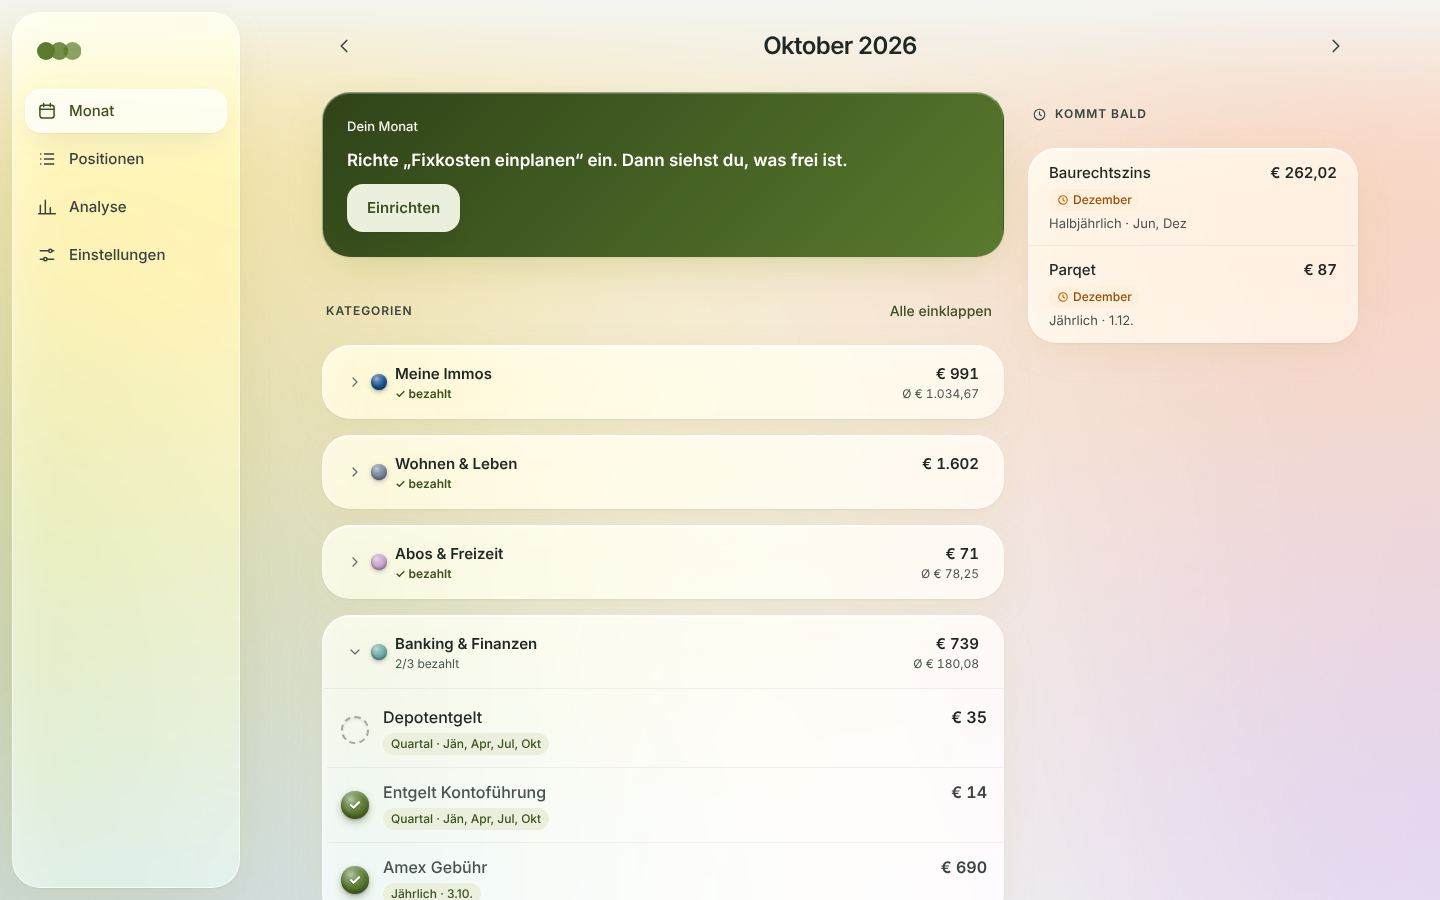 Monat
Positionen
Analyse
Einstellungen
Oktober 2026
Dein Monat
Richte „Fixkosten einplanen“ ein. Dann siehst du, was frei ist.
Einrichten
KATEGORIEN
Alle einklappen
Meine Immos
€ 991
✓ bezahlt
Ø € 1.034,67
Wohnen & Leben
€ 1.602
✓ bezahlt
Abos & Freizeit
€ 71
✓ bezahlt
Ø € 78,25
Banking & Finanzen
€ 739
2/3 bezahlt
Ø € 180,08
Depotentgelt
€ 35
Quartal · Jän, Apr, Jul, Okt
Entgelt Kontoführung
€ 14
Quartal · Jän, Apr, Jul, Okt
Amex Gebühr
€ 690
Jährlich · 3.10.
KOMMT BALD
Baurechtszins
€ 262,02
Dezember
Halbjährlich · Jun, Dez
Parqet
€ 87
Dezember
Jährlich · 1.12.